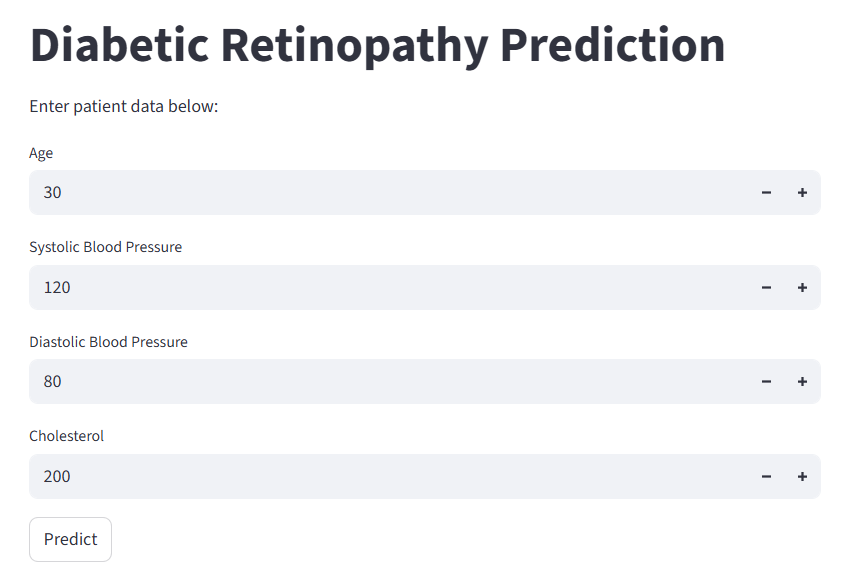 Diabetic Retinopathy Prediction
Enter patient data below:
Age
30 − +
Systolic Blood Pressure
120 − +
Diastolic Blood Pressure
80 − +
Cholesterol
200 − +
Predict